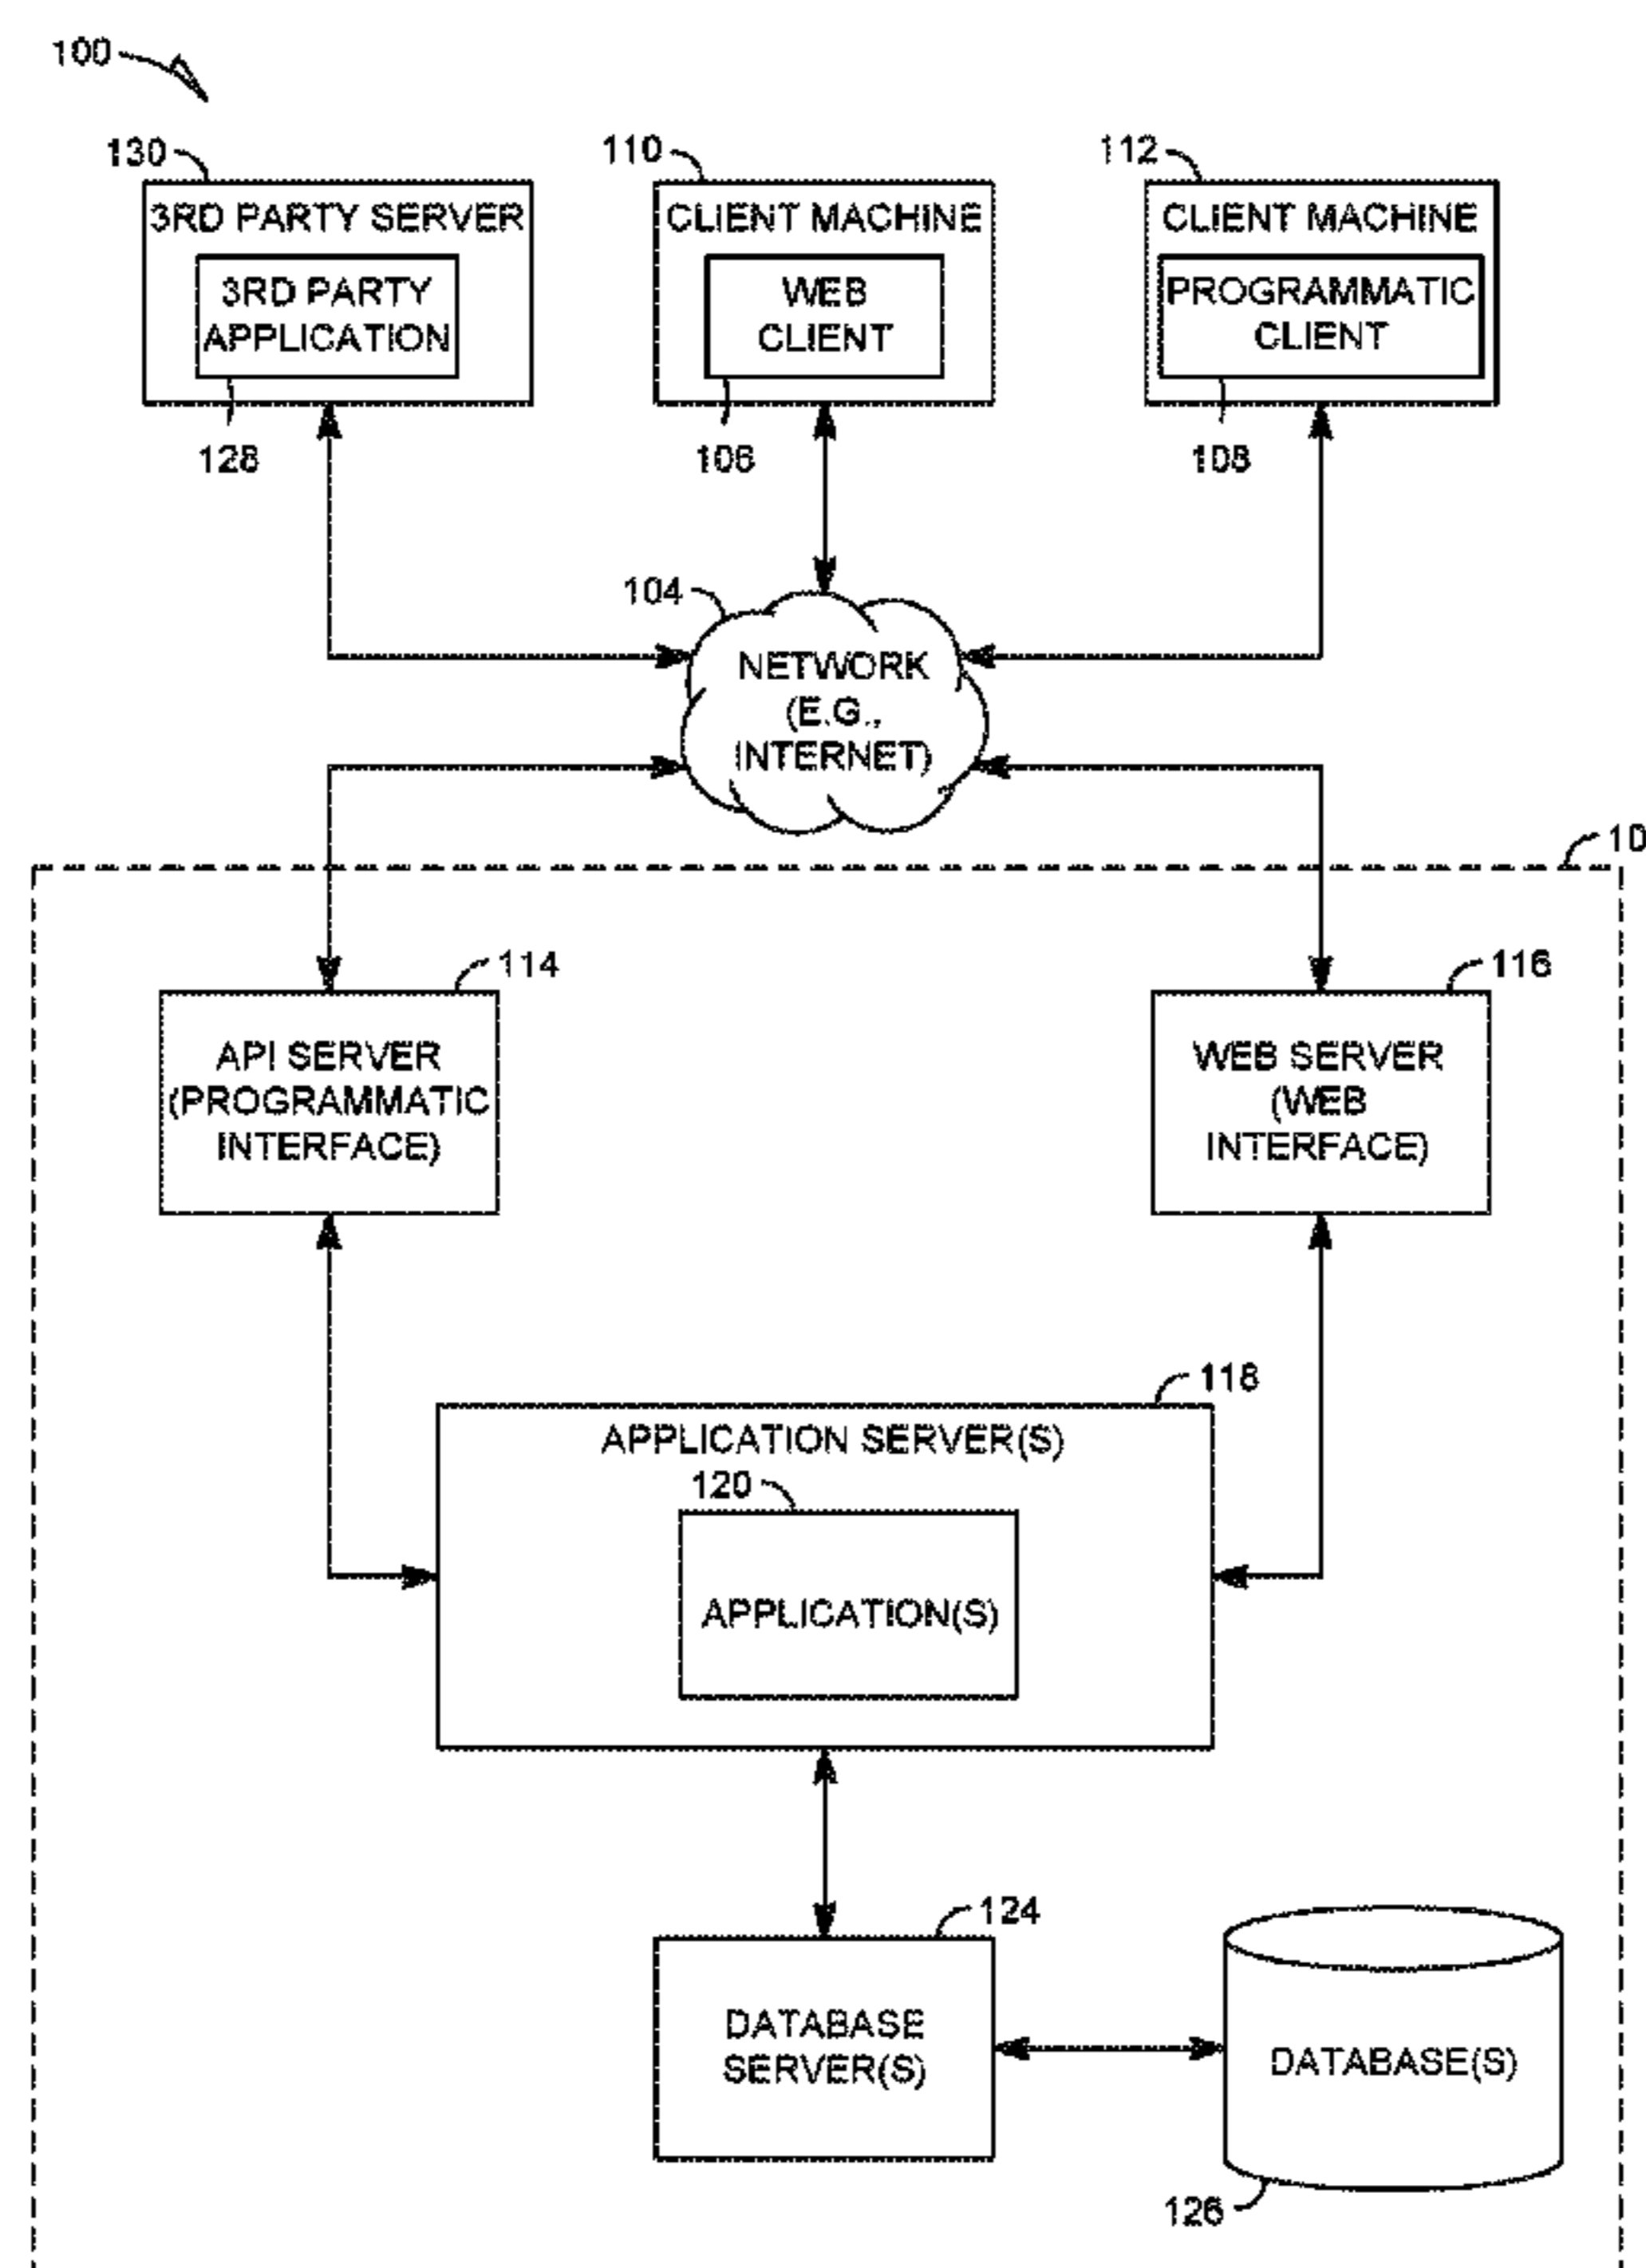 100
130
110
112
3RD PARTY SERVER
3RD PARTY
APPLICATION
128
CLIENT MACHINE
WEB
CLIENT
106
CLIENT MACHINE
PROGRAMMATIC
CLIENT
108
104
NETWORK
(E.G.,
INTERNET)
10
114
API SERVER
(PROGRAMMATIC
INTERFACE)
116
WEB SERVER
(WEB
INTERFACE)
118
APPLICATION SERVER(S)
120
APPLICATION(S)
124
DATABASE
SERVER(S)
DATABASE(S)
126